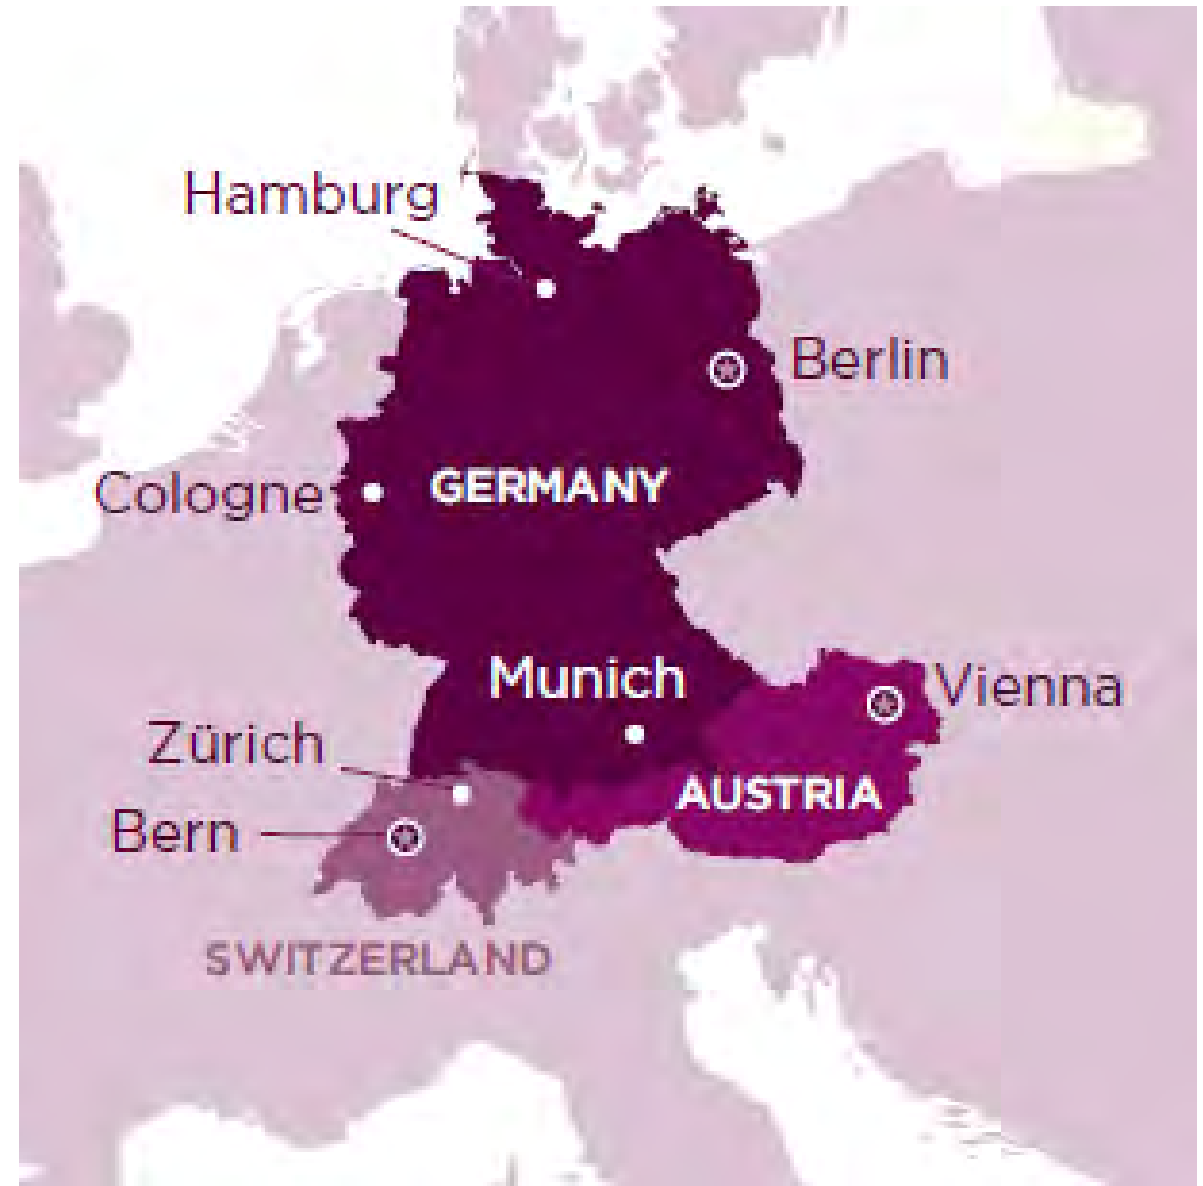 Hamburg
Berlin
Cologne
GERMANY
Munich
Vienna
Zürich
AUSTRIA
Bern
SWITZERLAND